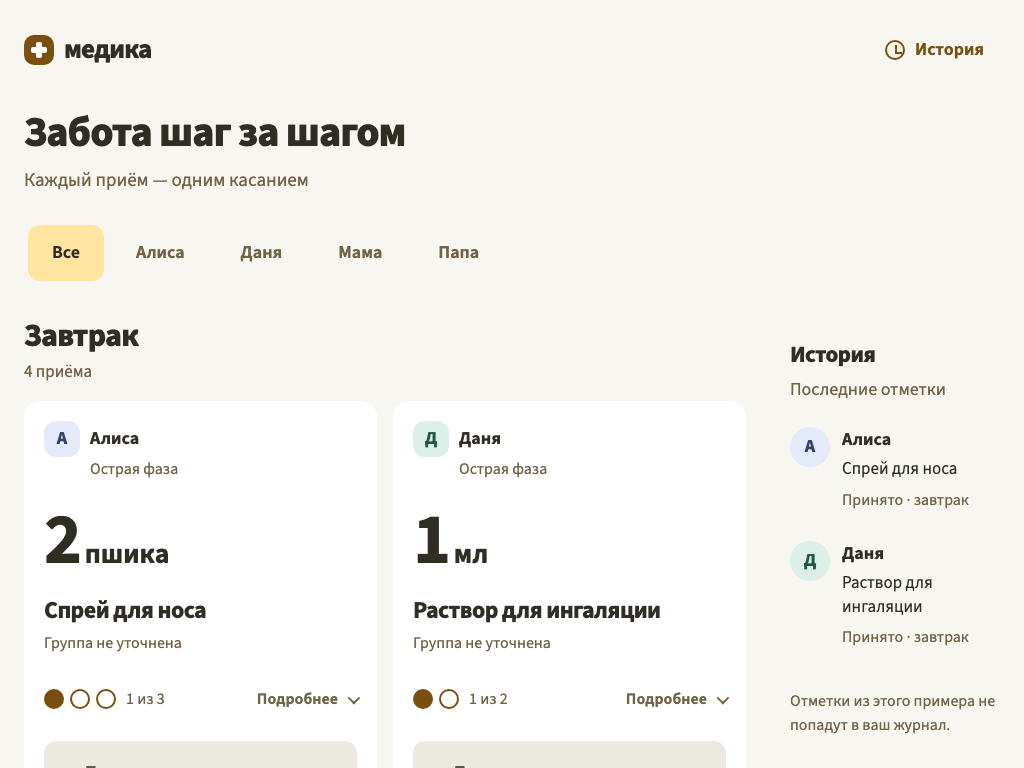 медика
История
Забота шаг за шагом
Каждый приём — одним касанием
Все
Алиса
Даня
Мама
Папа
Завтрак
4 приёма
А
Алиса
Острая фаза
2 пшика
Спрей для носа
Группа не уточнена
1 из 3
Подробнее
Д
Даня
Острая фаза
1 мл
Раствор для ингаляции
Группа не уточнена
1 из 2
Подробнее
История
Последние отметки
А
Алиса
Спрей для носа
Принято · завтрак
Д
Даня
Раствор для
ингаляции
Принято · завтрак
Отметки из этого примера не
попадут в ваш журнал.